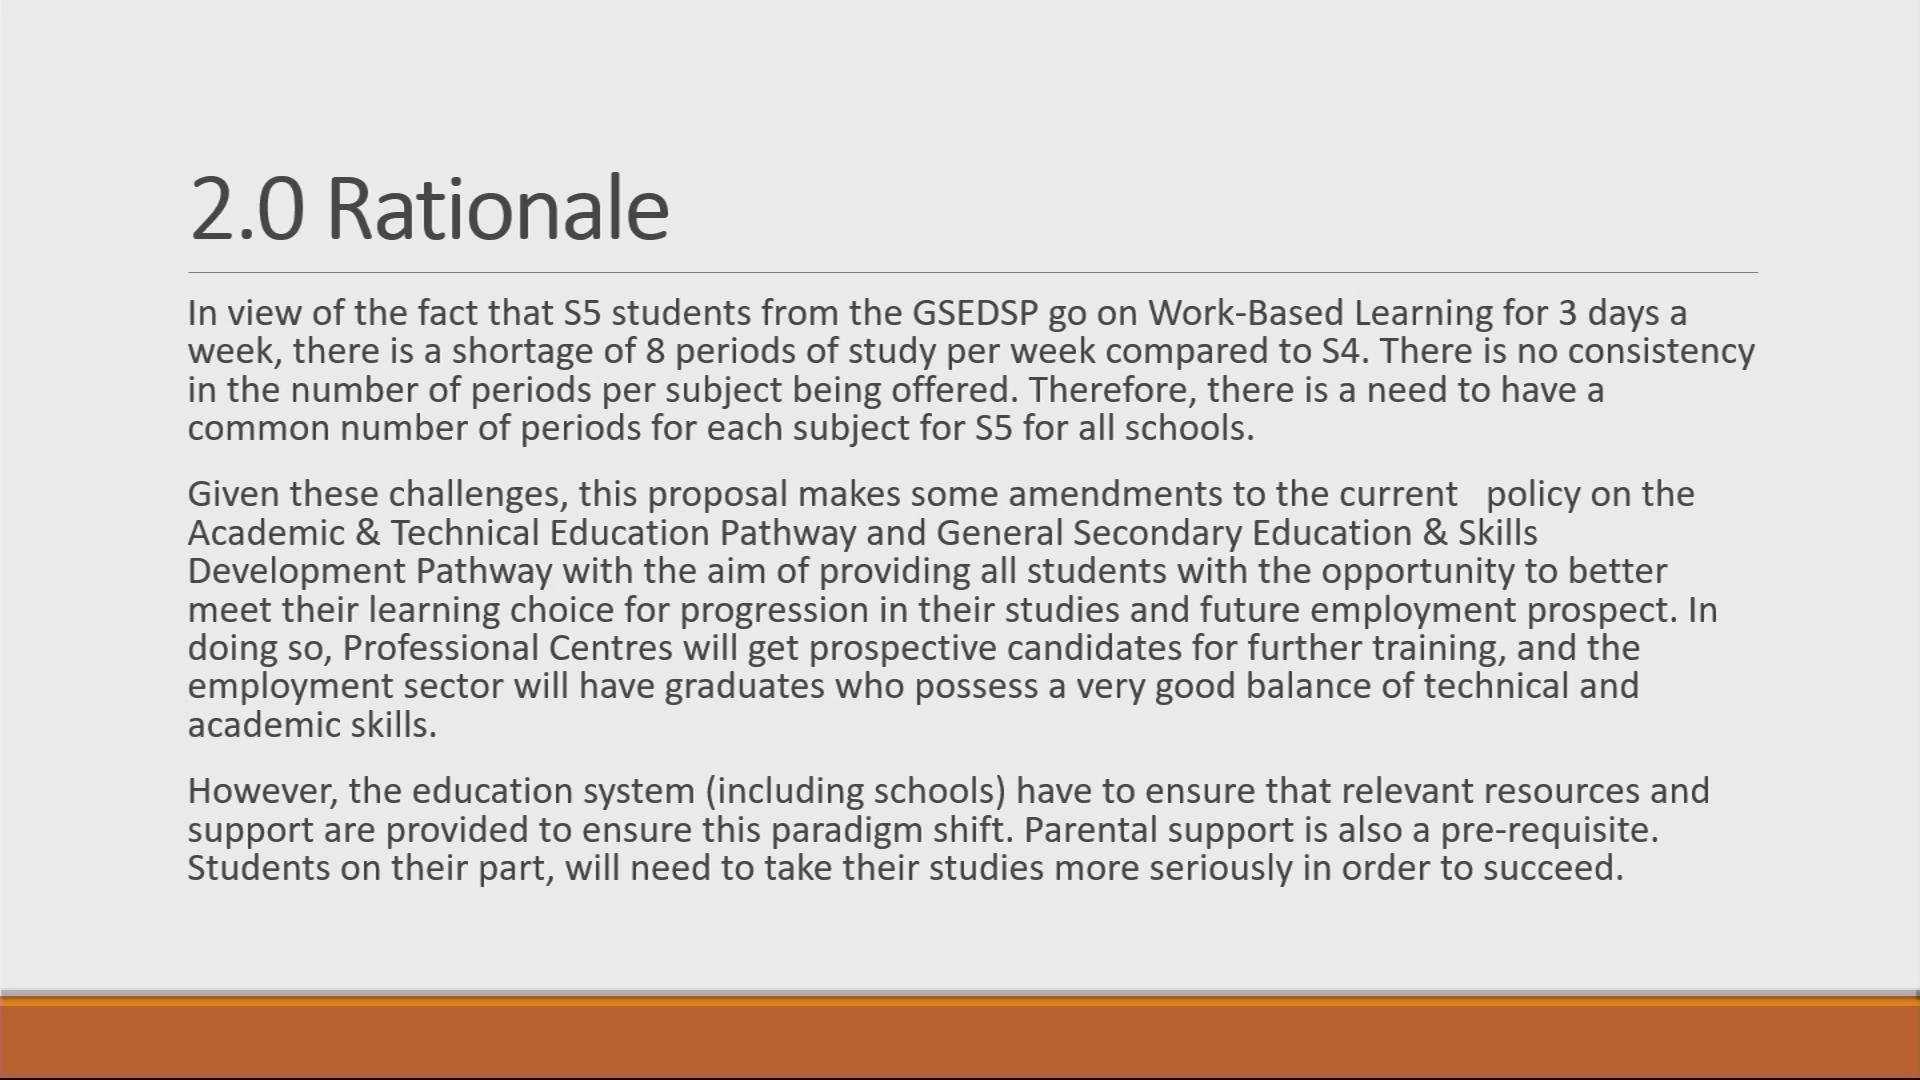 2.0 Rationale
In view of the fact that S5 students from the GSEDSP go on Work-Based Learning for 3 days a
week, there is a shortage of 8 periods of study per week compared to S4. There is no consistency
in the number of periods per subject being offered. Therefore, there is a need to have a
common number of periods for each subject for S5 for all schools.
Given these challenges, this proposal makes some amendments to the current   policy on the
Academic & Technical Education Pathway and General Secondary Education & Skills
Development Pathway with the aim of providing all students with the opportunity to better
meet their learning choice for progression in their studies and future employment prospect. In
doing so, Professional Centres will get prospective candidates for further training, and the
employment sector will have graduates who possess a very good balance of technical and
academic skills.
However, the education system (including schools) have to ensure that relevant resources and
support are provided to ensure this paradigm shift. Parental support is also a pre-requisite.
Students on their part, will need to take their studies more seriously in order to succeed.